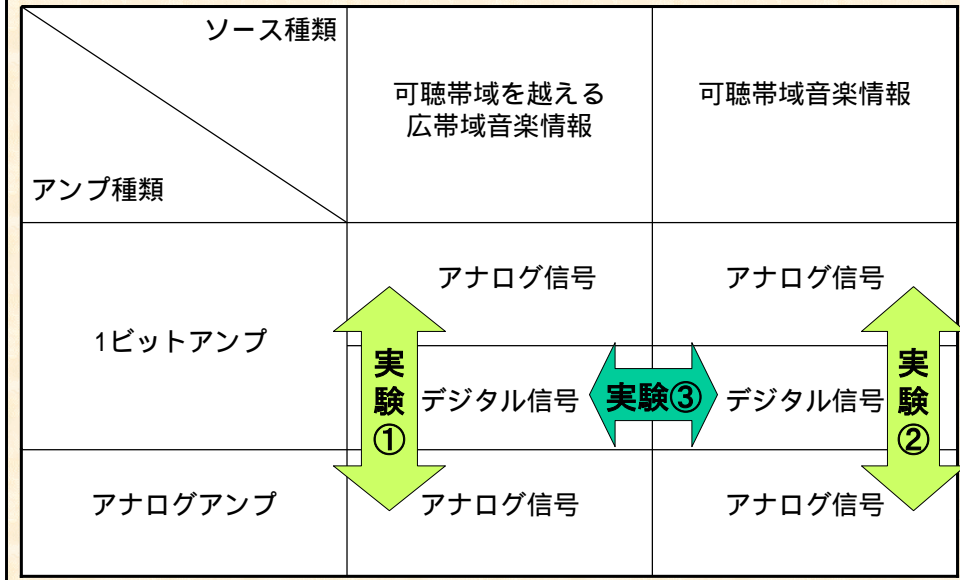 ソース種類
アンプ種類
可聴帯域を越える
広帯域音楽情報
可聴帯域音楽情報
1ビットアンプ
アナログ信号
アナログ信号
実験①
デジタル信号
実験③
デジタル信号
実験②
アナログアンプ
アナログ信号
アナログ信号